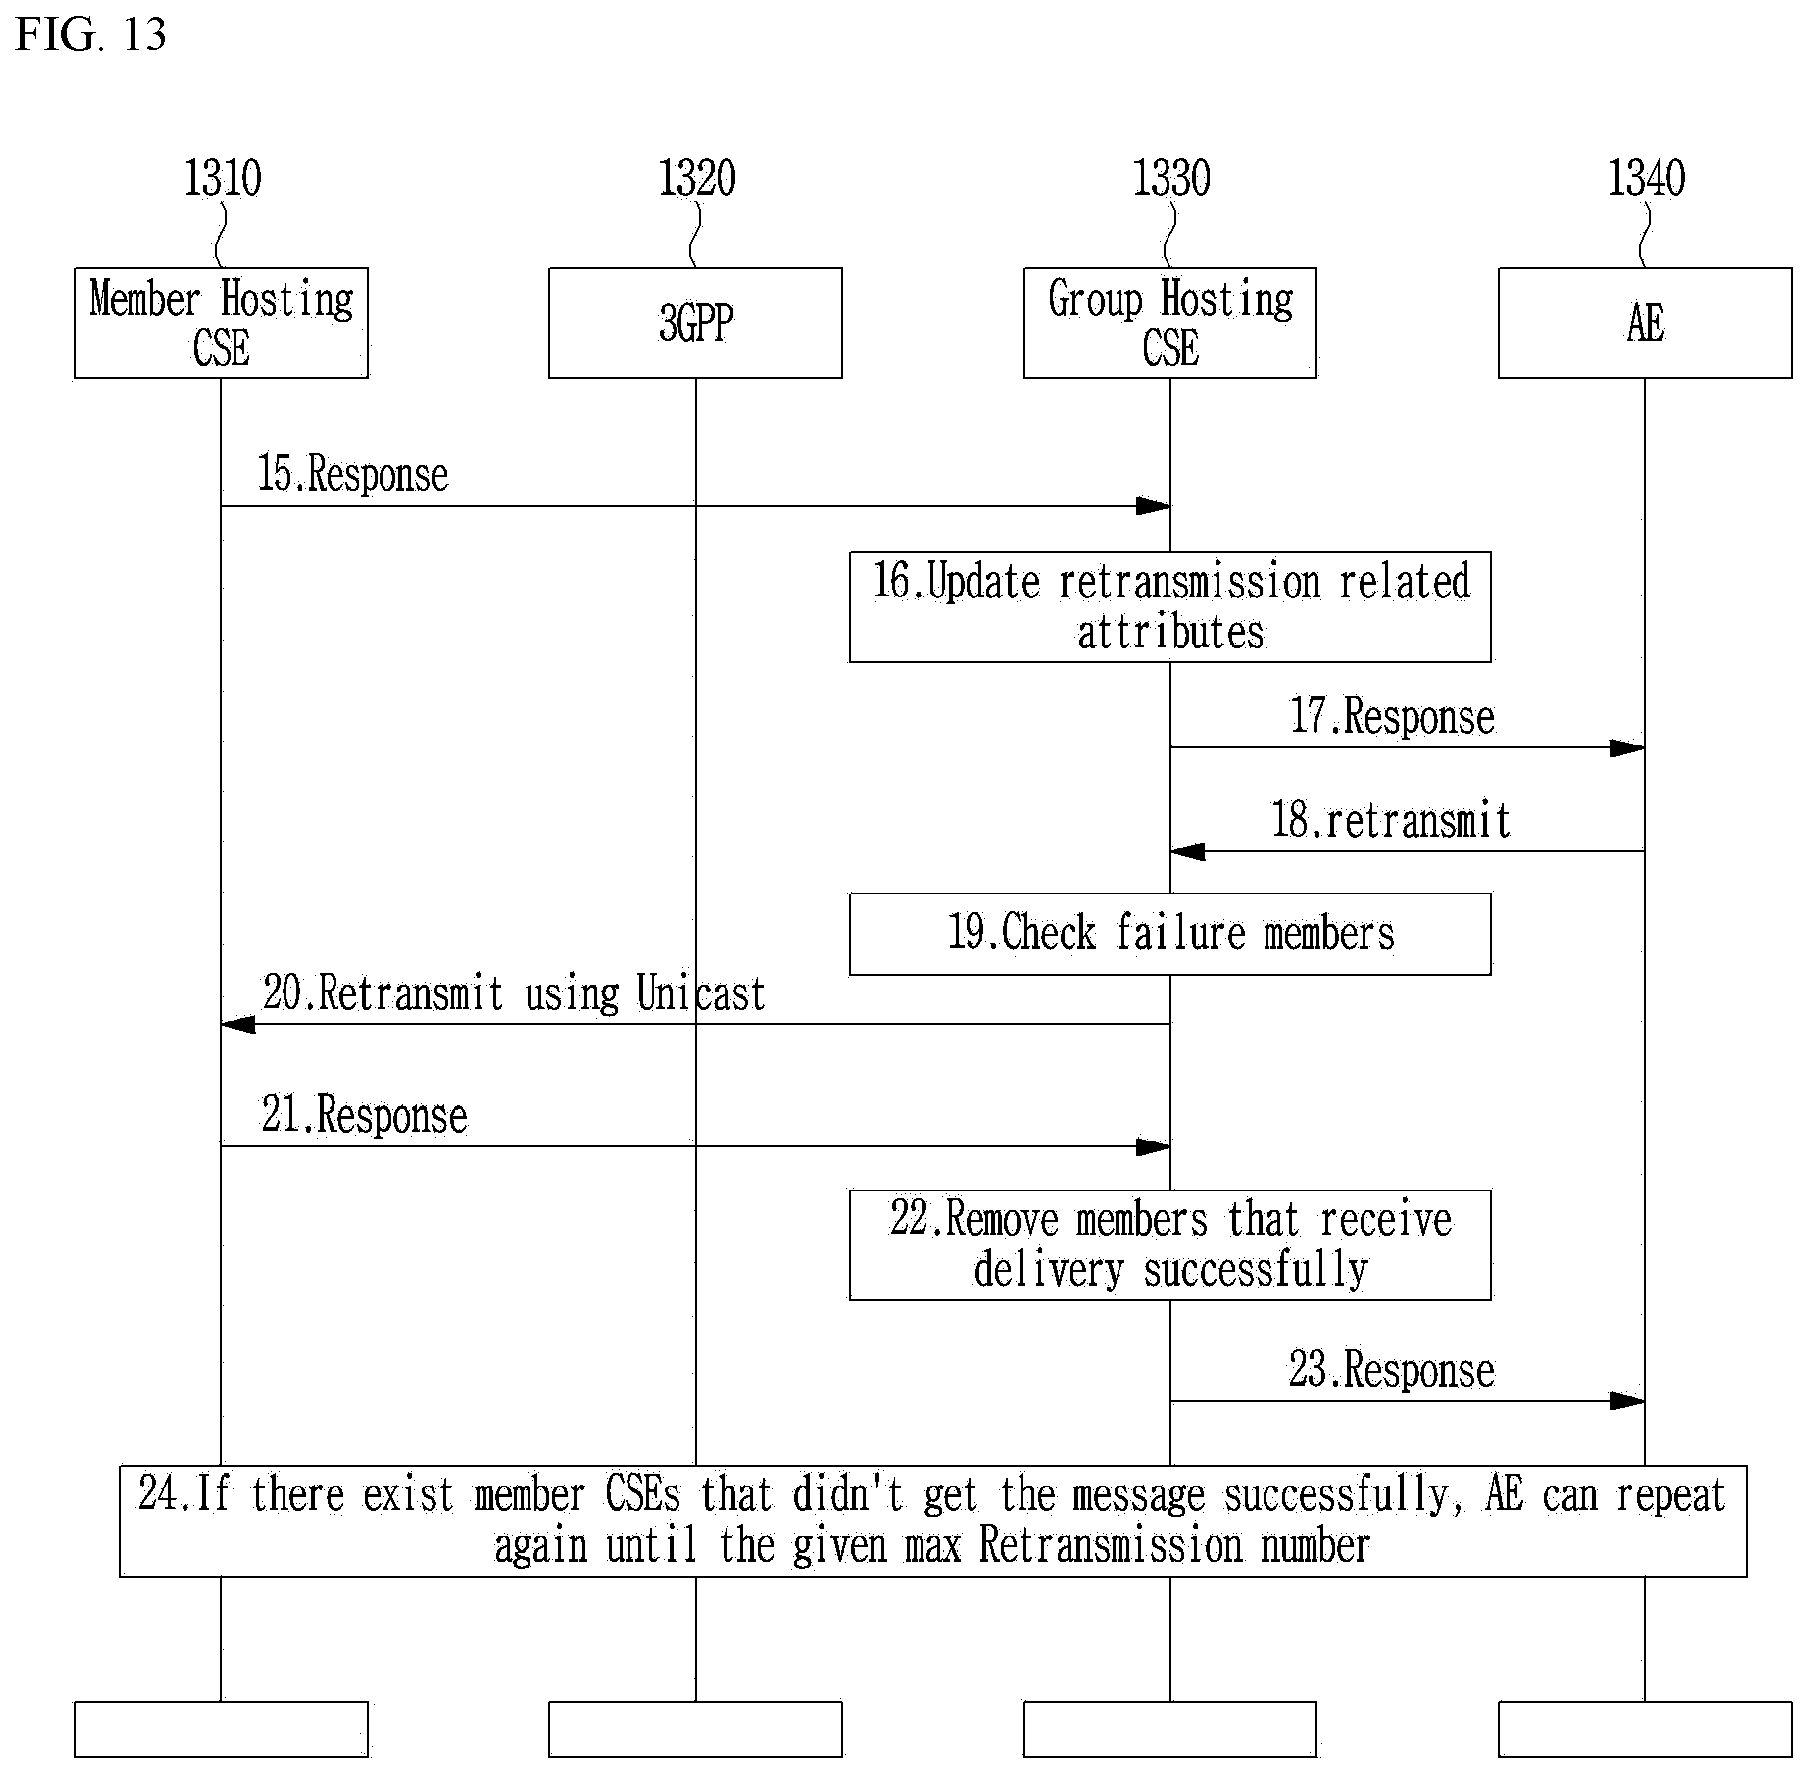 FIG. 13
1310
1320
1330
1340
Member Hosting
CSE
3GPP
Group Hosting
CSE
AE
15.Response
16.Update retransmission related
attributes
17.Response
18.retransmit
19.Check failure members
20.Retransmit using Unicast
21.Response
22.Remove members that receive
delivery successfully
23.Response
24.If there exist member CSEs that didn't get the message successfully, AE can repeat
again until the given max Retransmission number